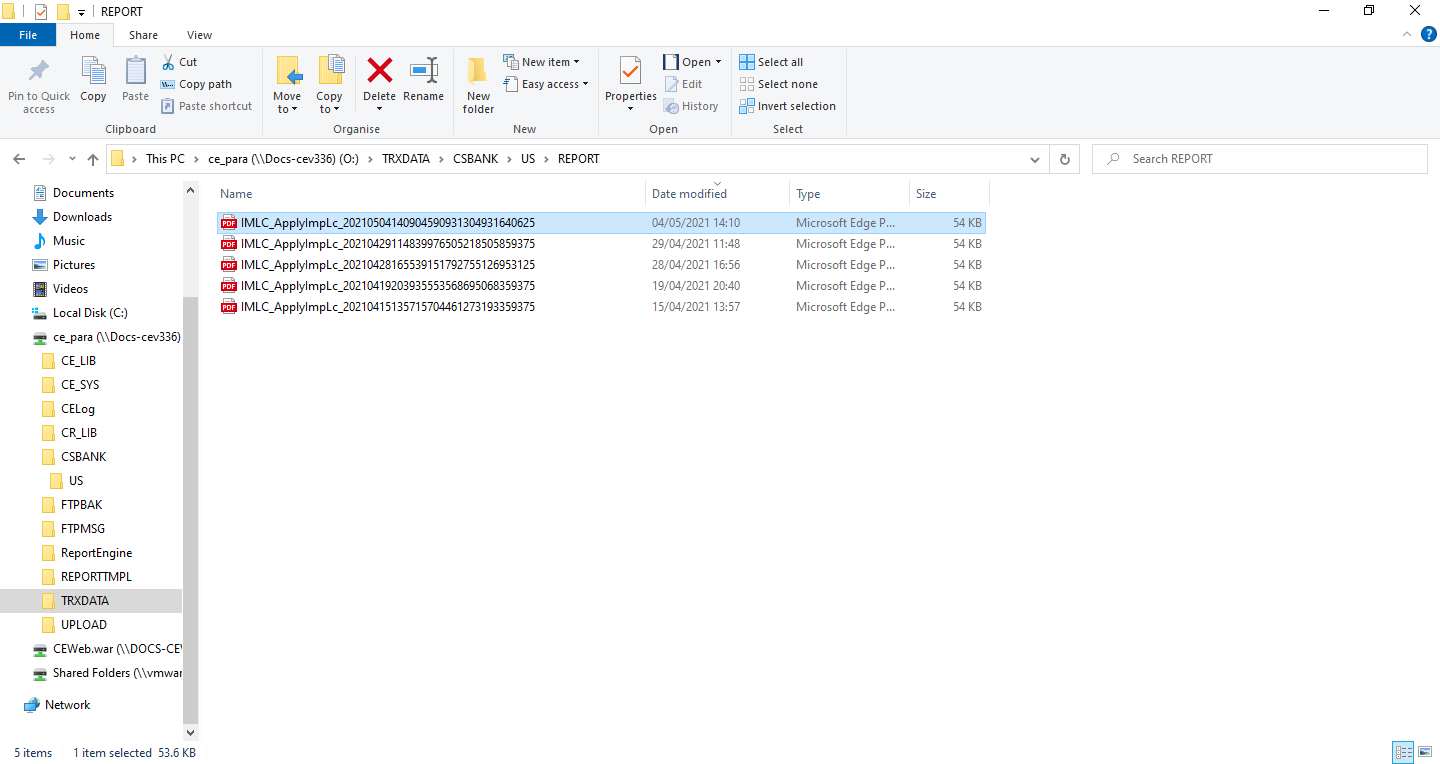 REPORT
File Home Share View
Pin to Quick access
Copy
Paste
Cut
Copy path
Paste shortcut
Clipboard
Move to
Copy to
Delete
Rename
Organise
New folder
New item
Easy access
New
Properties
Open
Edit
History
Open
Select all
Select none
Invert selection
Select
This PC > ce_para (\\Docs-cev336) (O:) > TRXDATA > CSBANK > US > REPORT
Search REPORT
Documents
Downloads
Music
Pictures
Videos
Local Disk (C:)
ce_para (\\Docs-cev336)
CE_LIB
CE_SYS
CELog
CR_LIB
CSBANK
US
FTPBAK
FTPMSG
ReportEngine
REPORTTMPL
TRXDATA
UPLOAD
CEWeb.war (\\DOCS-CEV
Shared Folders (\\vmwar
Network
Name Date modified Type Size
PDF IMLC_ApplyImpLc_20210504140904590931304931640625 04/05/2021 14:10 Microsoft Edge P... 54 KB
PDF IMLC_ApplyImpLc_20210429114839976505218505859375 29/04/2021 11:48 Microsoft Edge P... 54 KB
PDF IMLC_ApplyImpLc_20210428165539151792755126953125 28/04/2021 16:56 Microsoft Edge P... 54 KB
PDF IMLC_ApplyImpLc_20210419203935553568695068359375 19/04/2021 20:40 Microsoft Edge P... 54 KB
PDF IMLC_ApplyImpLc_20210415135715704461273193359375 15/04/2021 13:57 Microsoft Edge P... 54 KB
5 items 1 item selected 53.6 KB